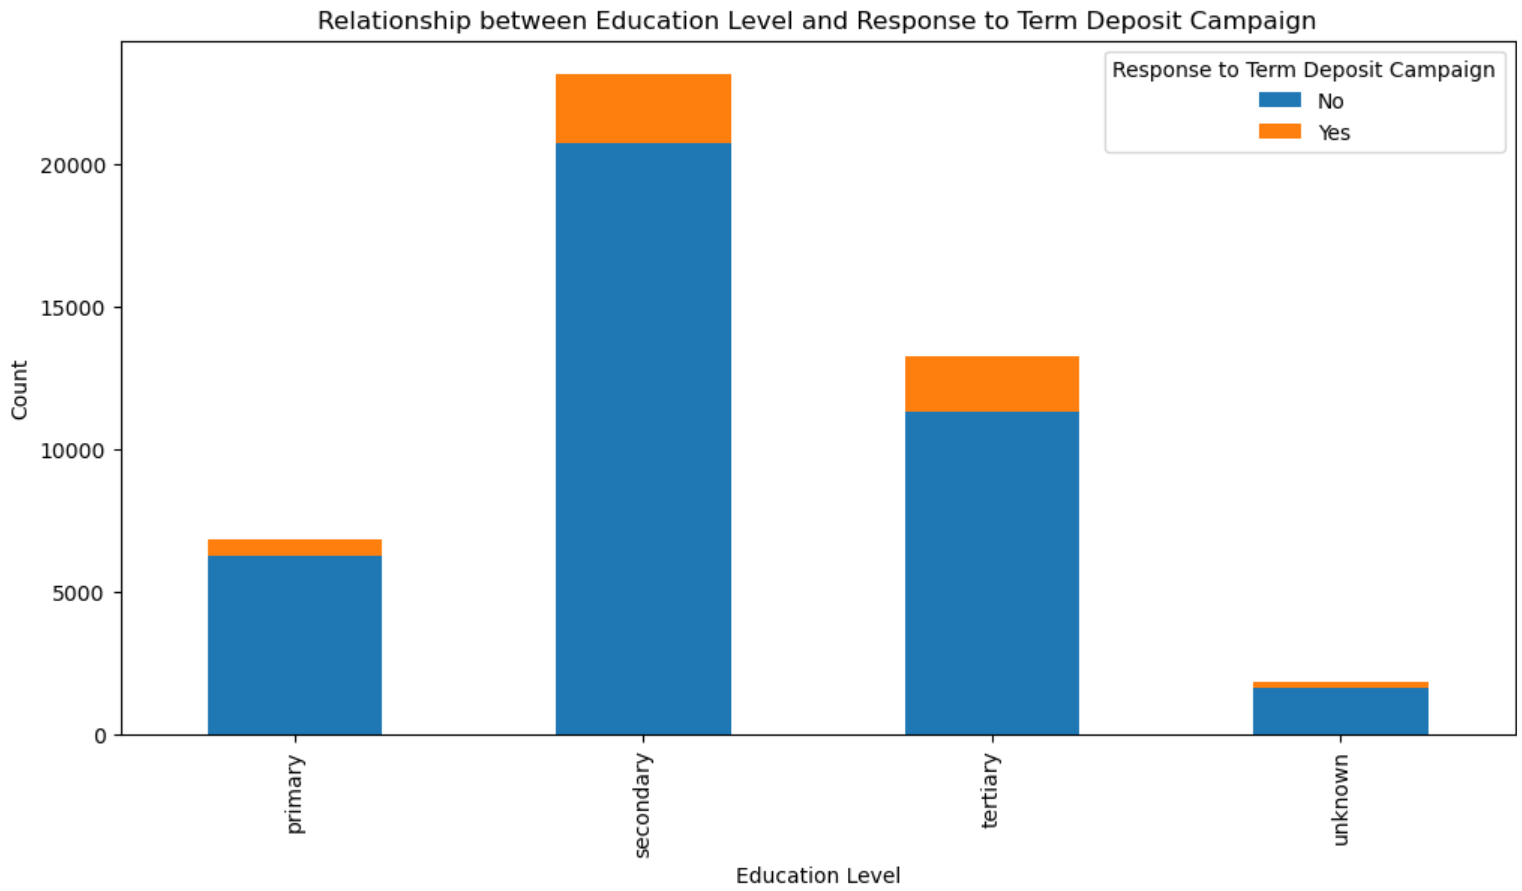 Relationship between Education Level and Response to Term Deposit Campaign
Response to Term Deposit Campaign
No
Yes
20000
15000
10000
5000
0
Count
primary
secondary
tertiary
unknown
Education Level